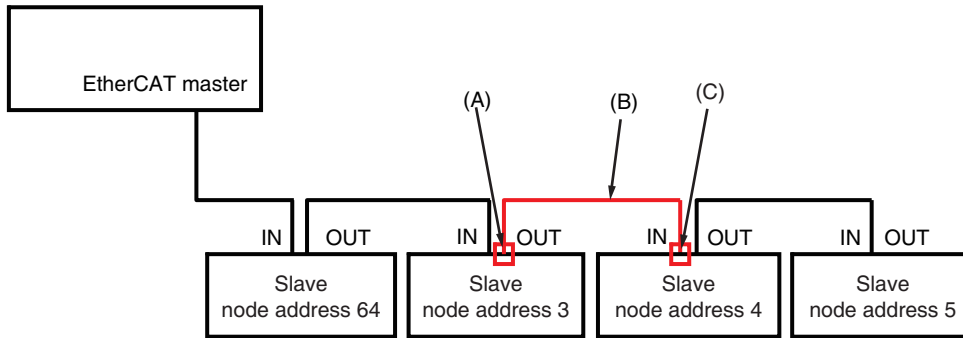 EtherCAT master
(A)
(B)
(C)
IN OUT
IN OUT
IN OUT
IN OUT
Slave
node address 64
Slave
node address 3
Slave
node address 4
Slave
node address 5